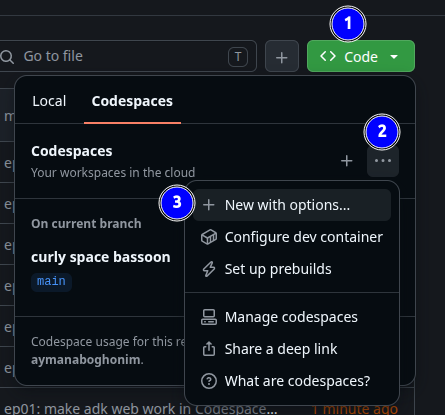 1
Go to file
T
Code
Local
Codespaces
2
Codespaces
Your workspaces in the cloud
3
New with options...
Configure dev container
Set up prebuilds
On current branch
curly space bassoon
main
Manage codespaces
Share a deep link
What are codespaces?
Codespace usage for this re
aymanaboghonim.
ep01: make adk web work in Codespace...
1 minute ago